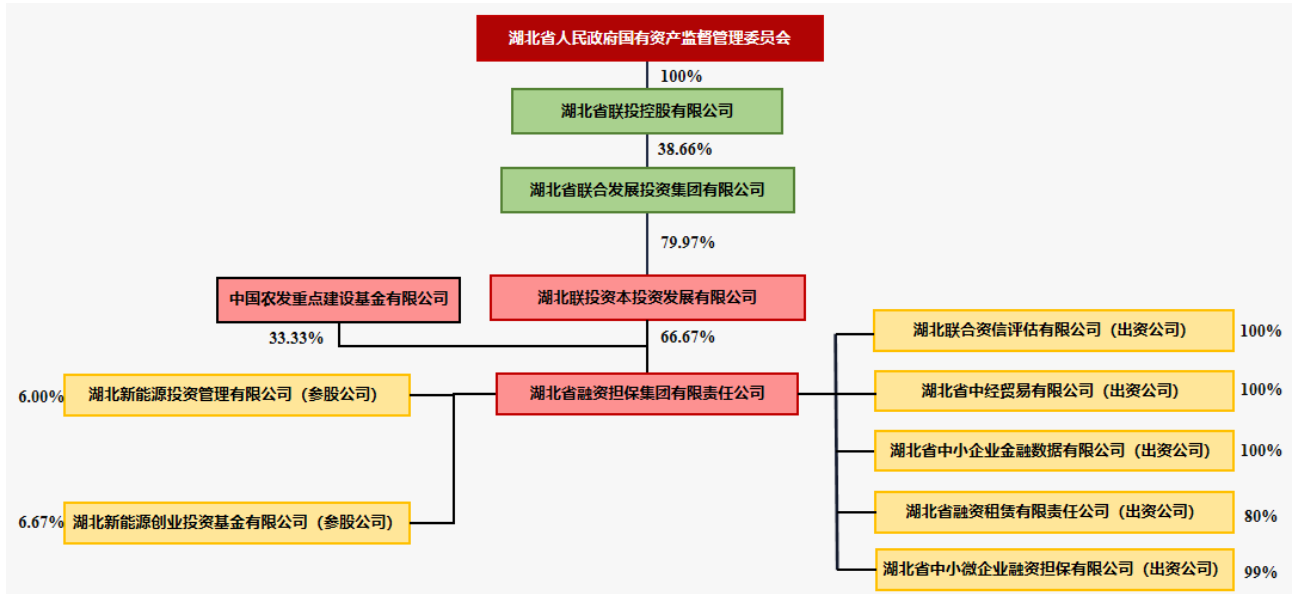 湖北省人民政府国有资产监督管理委员会
100%
湖北省联投控股有限公司
38.66%
湖北省联合发展投资集团有限公司
79.97%
中国农发重点建设基金有限公司
湖北联投资本投资发展有限公司
33.33%
66.67%
湖北联合资信评估有限公司（出资公司）
100%
6.00%
湖北新能源投资管理有限公司（参股公司）
湖北省融资担保集团有限责任公司
湖北省中经贸易有限公司（出资公司）
100%
湖北省中小企业金融数据有限公司（出资公司）
100%
6.67%
湖北新能源创业投资基金有限公司（参股公司）
湖北省融资租赁有限责任公司（出资公司）
80%
湖北省中小微企业融资担保有限公司（出资公司）
99%